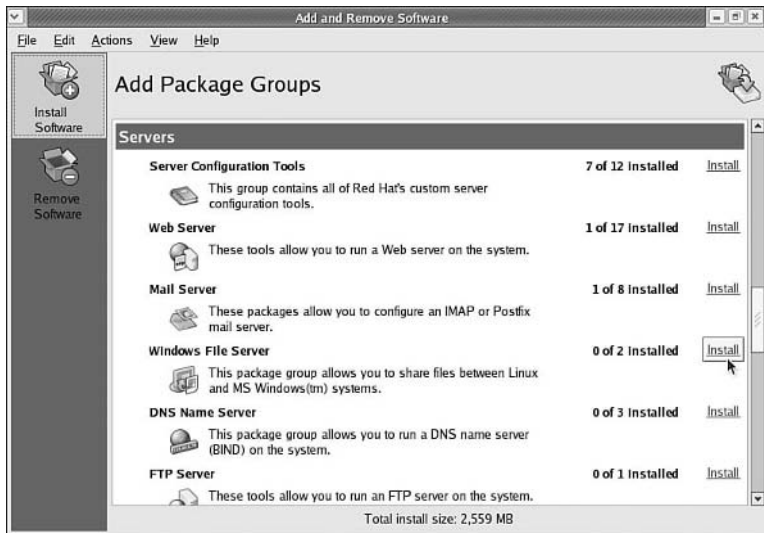 Add and Remove Software
File Edit Actions View Help
Install
Software
Remove
Software
Add Package Groups
Servers
Server Configuration Tools 7 of 12 Installed Install
This group contains all of Red Hat's custom server
configuration tools.
Web Server 1 of 17 Installed Install
These tools allow you to run a Web server on the system.
Mail Server 1 of 8 Installed Install
These packages allow you to configure an IMAP or Postfix
mail server.
Windows File Server 0 of 2 Installed Install
This package group allows you to share files between Linux
and MS Windows(tm) systems.
DNS Name Server 0 of 3 Installed Install
This package group allows you to run a DNS name server
(BIND) on the system.
FTP Server 0 of 1 Installed Install
These tools allow you to run an FTP server on the system.
Total install size: 2,559 MB